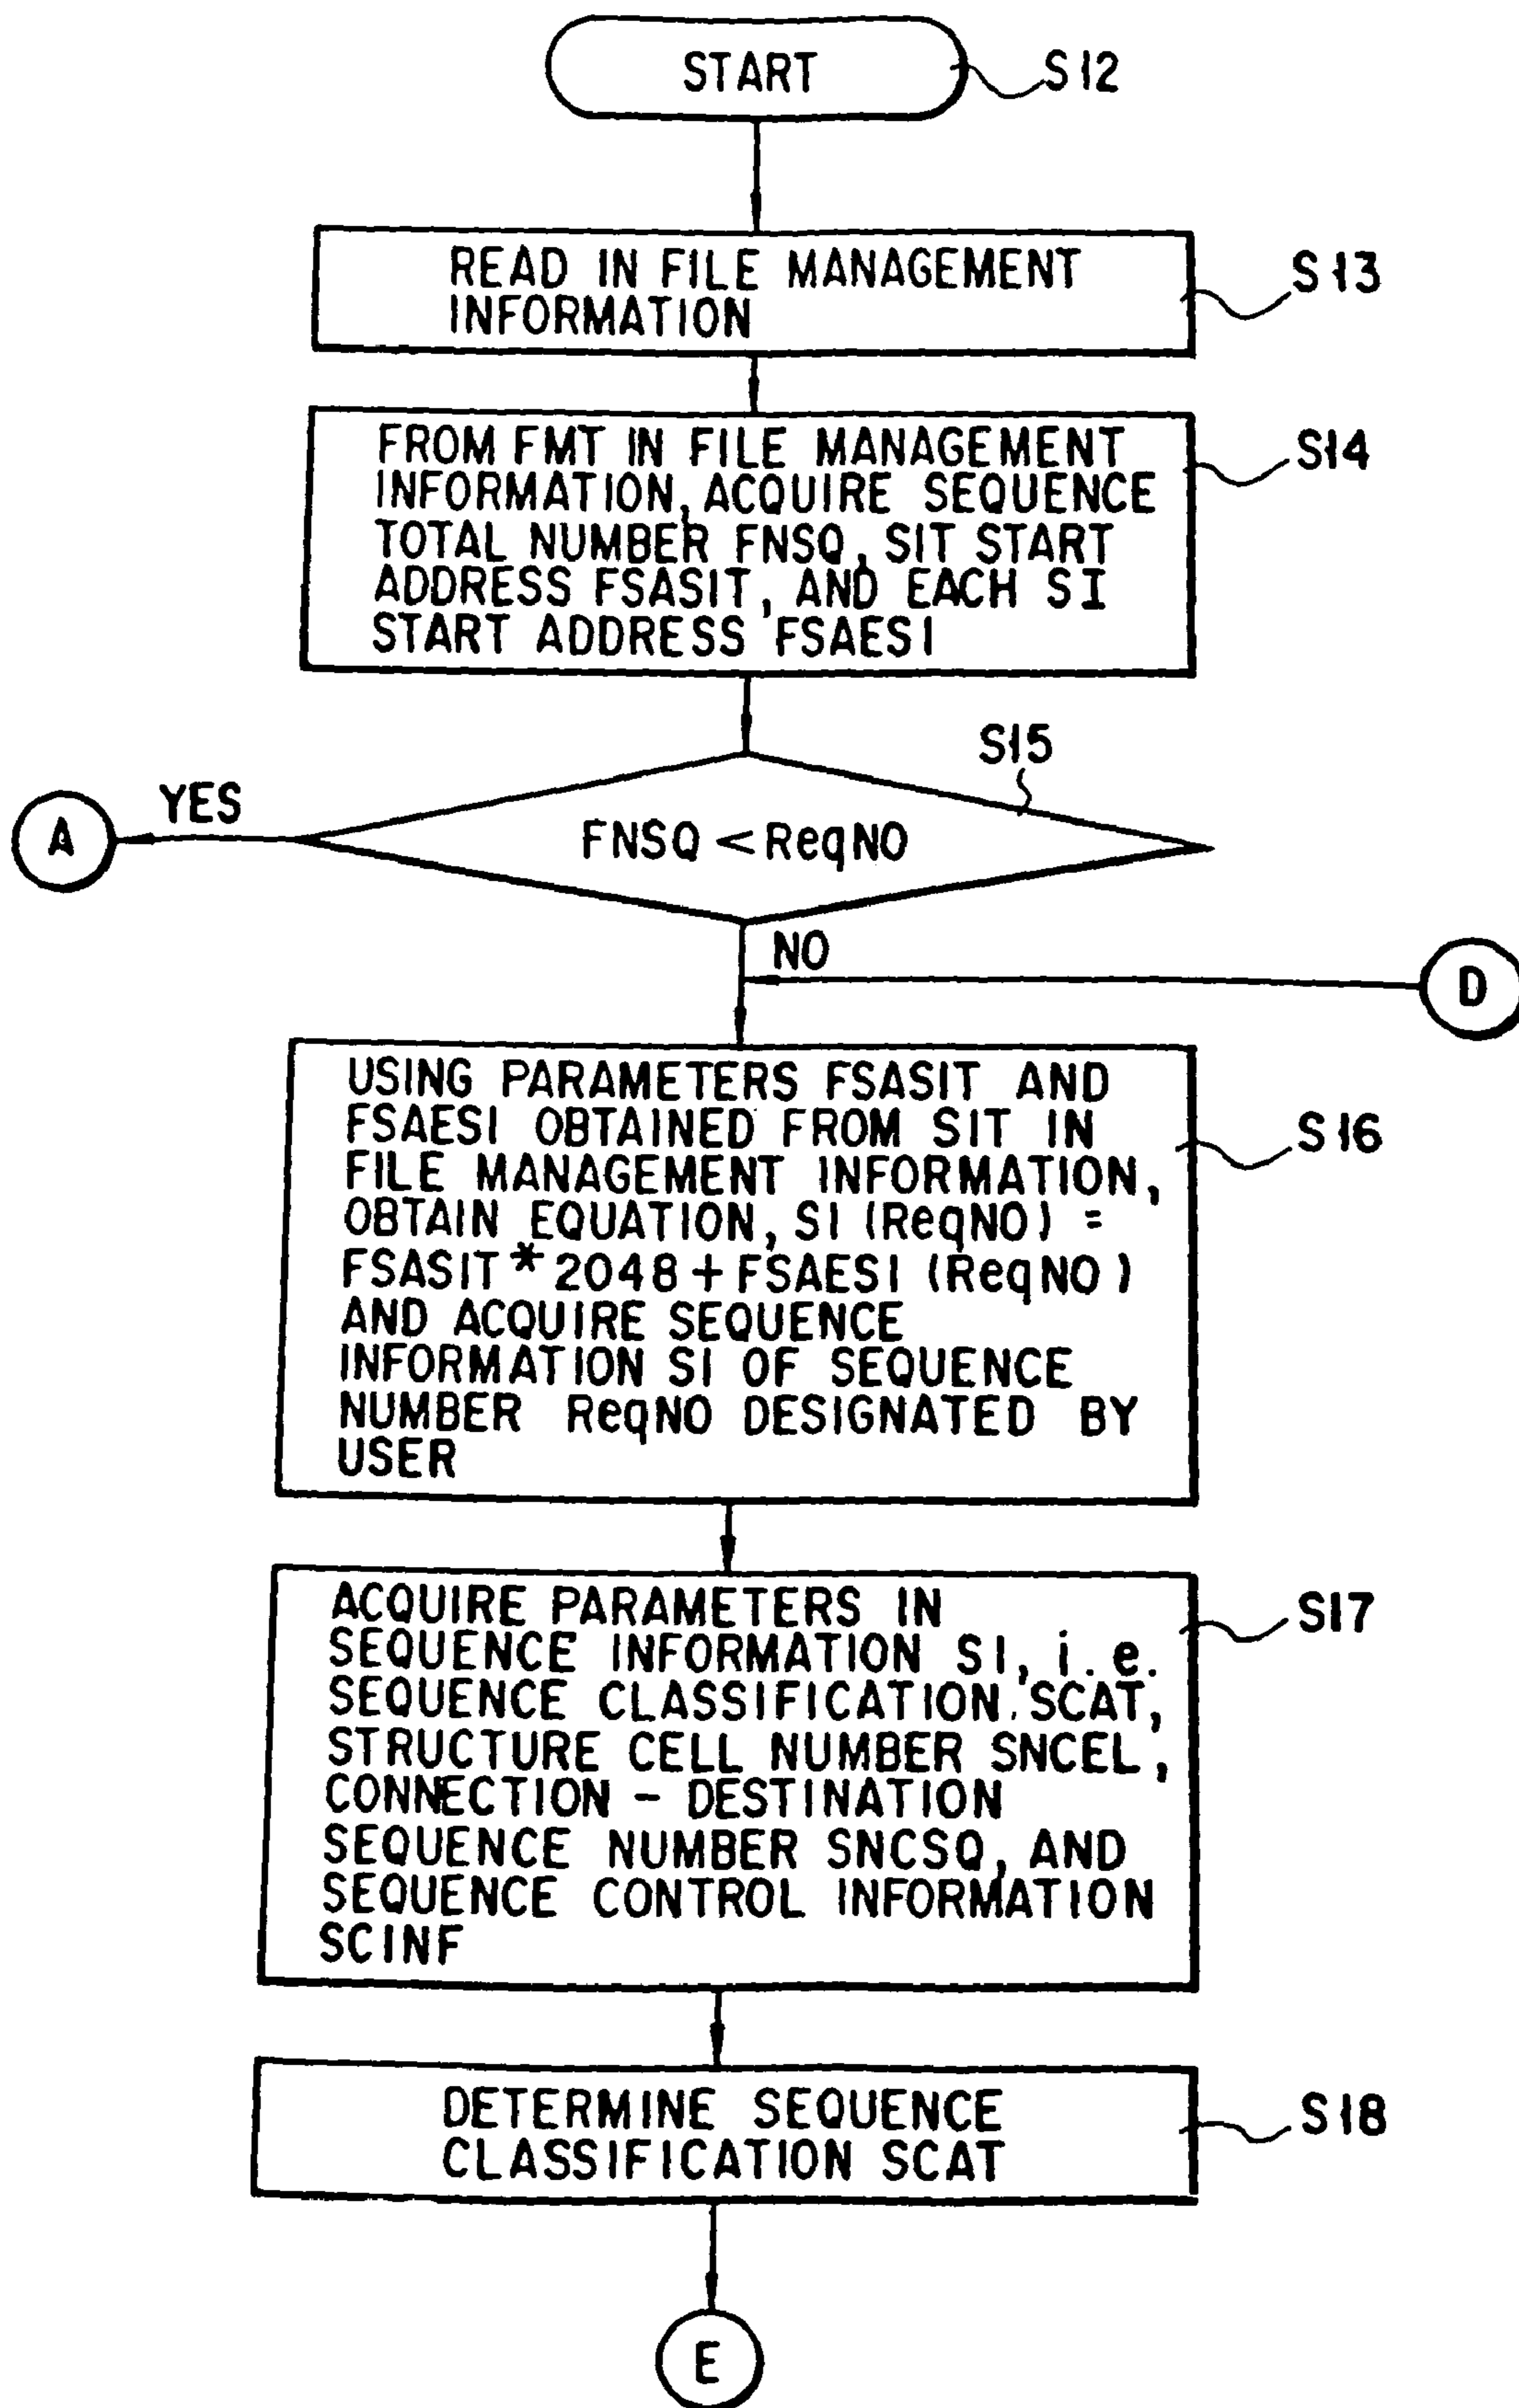 START
S12
READ IN FILE MANAGEMENT
INFORMATION
S13
FROM FMT IN FILE MANAGEMENT
INFORMATION, ACQUIRE SEQUENCE
TOTAL NUMBER FNSQ, SIT START
ADDRESS FSASIT, AND EACH SI
START ADDRESS FSAESI
S14
S15
YES
A
FNSQ < ReqNO
NO
D
USING PARAMETERS FSASIT AND
FSAESI OBTAINED FROM SIT IN
FILE MANAGEMENT INFORMATION,
OBTAIN EQUATION, SI (ReqNO) =
FSASIT * 2048 + FSAESI (ReqNO)
AND ACQUIRE SEQUENCE
INFORMATION SI OF SEQUENCE
NUMBER ReqNO DESIGNATED BY
USER
S16
ACQUIRE PARAMETERS IN
SEQUENCE INFORMATION SI, i.e.
SEQUENCE CLASSIFICATION SCAT,
STRUCTURE CELL NUMBER SNCEL,
CONNECTION - DESTINATION
SEQUENCE NUMBER SNCSQ, AND
SEQUENCE CONTROL INFORMATION
SCINF
S17
DETERMINE SEQUENCE
CLASSIFICATION SCAT
S18
E